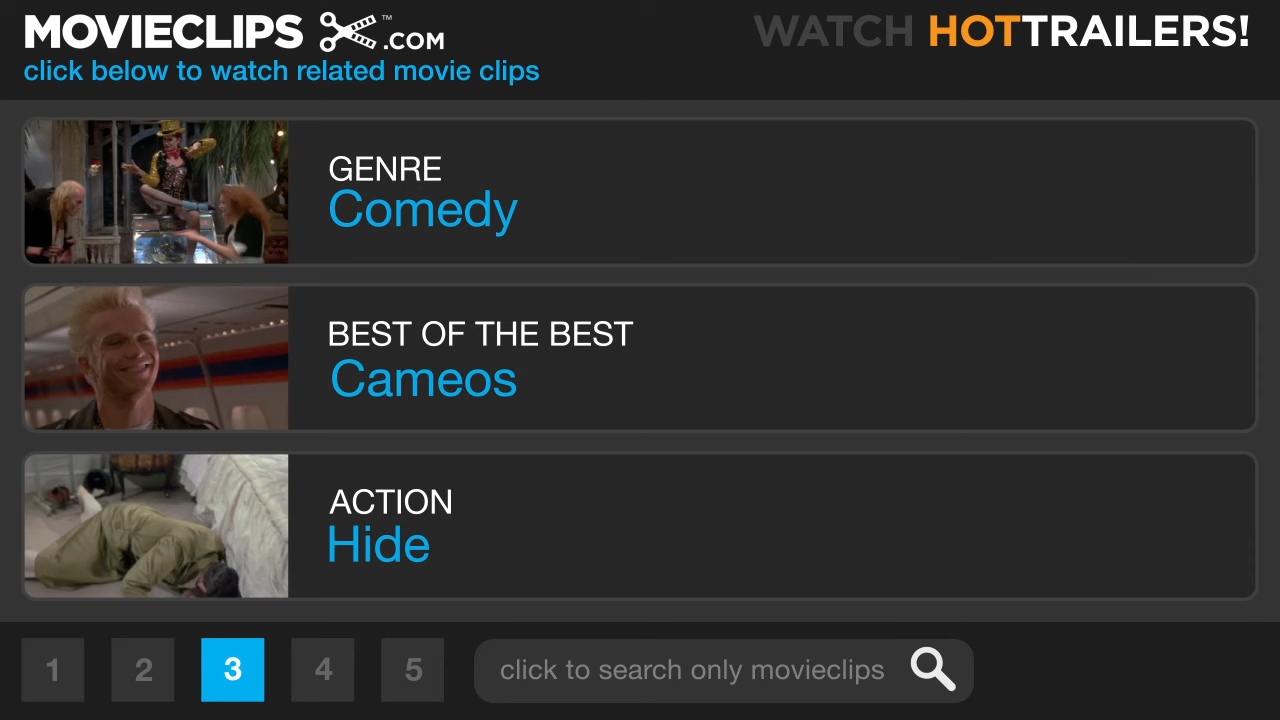 MOVIECLIPS ™ .COM
WATCH HOTTRAILERS!
click below to watch related movie clips
GENRE
Comedy
BEST OF THE BEST
Cameos
ACTION
Hide
1 2 3 4 5 click to search only movieclips